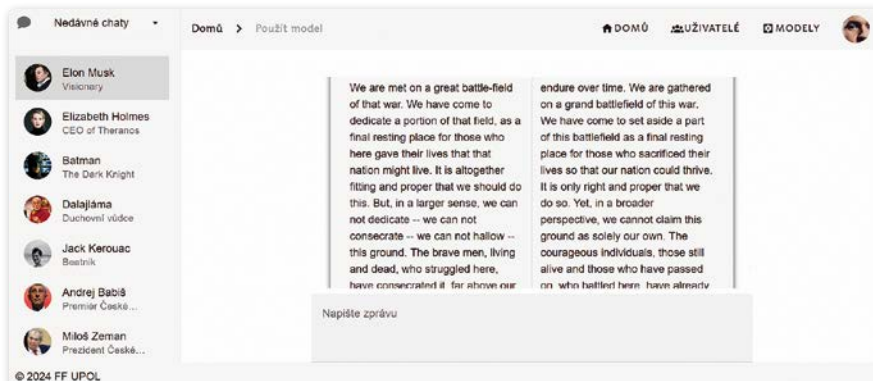 Nedávné chaty
Domů > Použít model
DOMŮ UŽIVATELÉ MODELY
Elon Musk
Visionary
Elizabeth Holmes
CEO of Theranos
Batman
The Dark Knight
Dalajláma
Duchovní vůdce
Jack Kerouac
Beatnik
Andrej Babiš
Premiér České...
Miloš Zeman
Prezident České...
© 2024 FF UPOL
We are met on a great battle-field
of that war. We have come to
dedicate a portion of that field, as a
final resting place for those who
here gave their lives that that
nation might live. It is altogether
fitting and proper that we should do
this. But, in a larger sense, we can
not dedicate -- we can not
consecrate -- we can not hallow --
this ground. The brave men, living
and dead, who struggled here,
have consecrated it, far above our
endure over time. We are gathered
on a grand battlefield of this war.
We have come to set aside a part
of this battlefield as a final resting
place for those who sacrificed their
lives so that our nation could thrive.
It is only right and proper that we
do so. Yet, in a broader
perspective, we cannot claim this
ground as solely our own. The
courageous individuals, those still
alive and those who have passed
on, who battled here, have already
Napište zprávu